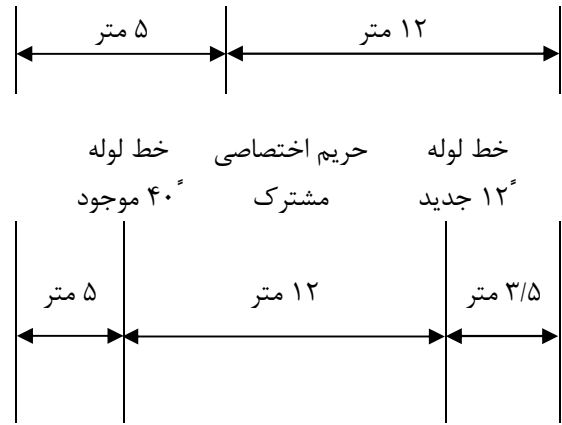 ۱۲ متر ۵ متر
خط لوله حریم اختصاصی خط لوله
۱۲ً جدید مشترک ۴۰ً موجود
۳/۵ متر ۱۲ متر ۵ متر